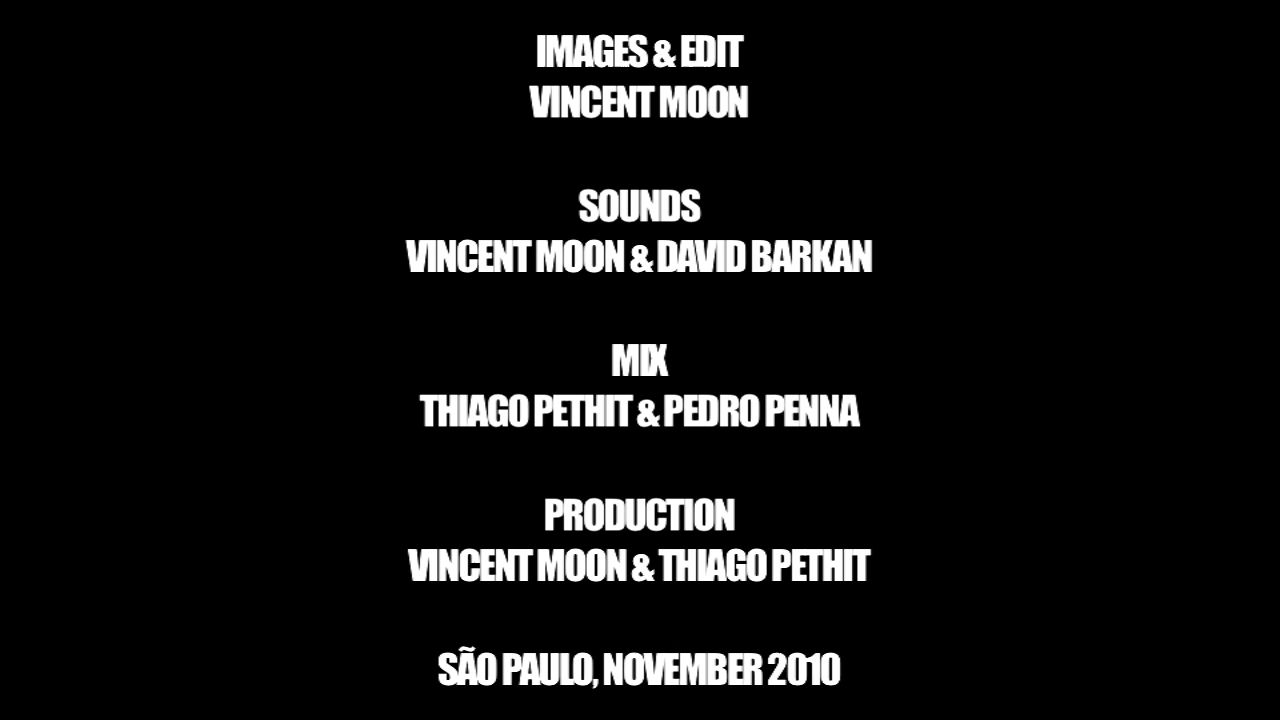 IMAGES & EDIT
VINCENT MOON
SOUNDS
VINCENT MOON & DAVID BARKAN
MIX
THIAGO PETHIT & PEDRO PENNA
PRODUCTION
VINCENT MOON & THIAGO PETHIT
SÃO PAULO, NOVEMBER 2010